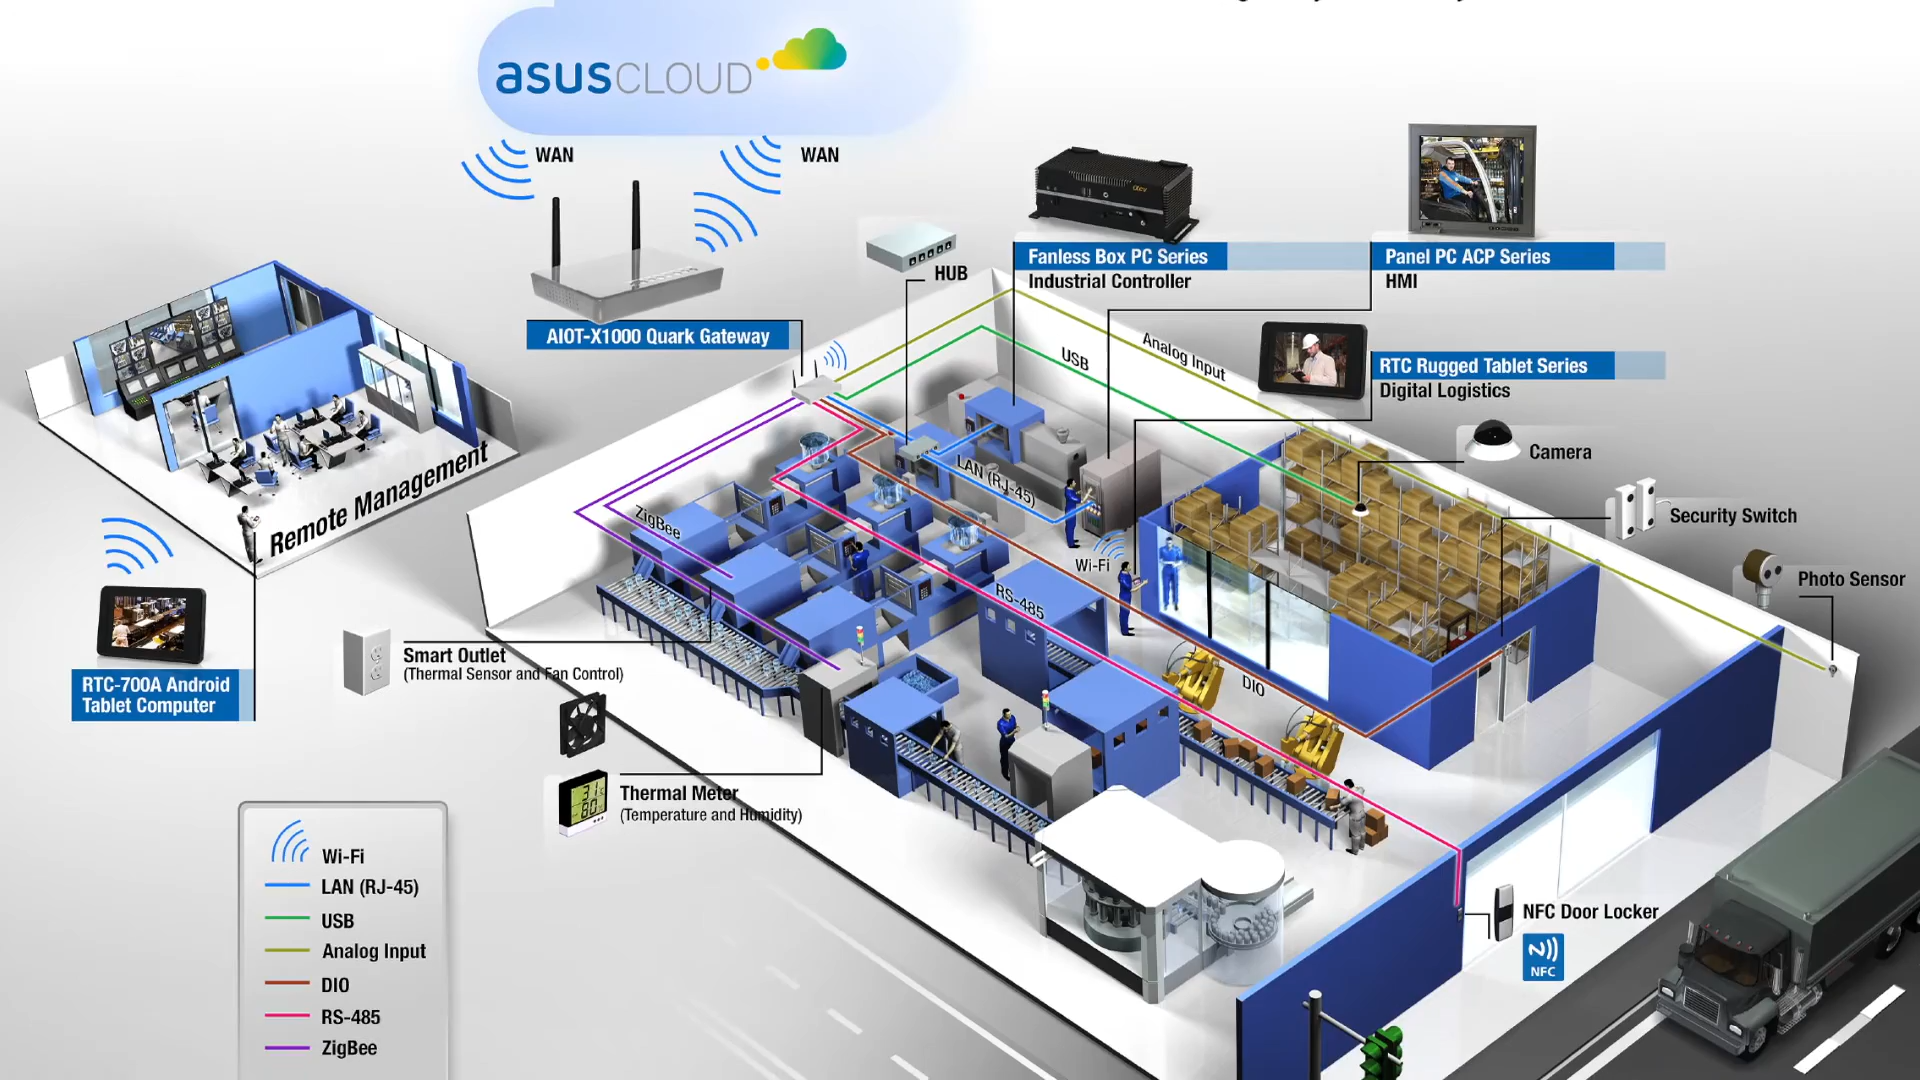 asus CLOUD
WAN
WAN
HUB
Fanless Box PC Series
Industrial Controller
Panel PC ACP Series
HMI
AIOT-X1000 Quark Gateway
RTC Rugged Tablet Series
Digital Logistics
Analog Input
USB
Camera
LAN (RJ-45)
Security Switch
Remote Management
ZigBee
Wi-Fi
Photo Sensor
RS-485
Smart Outlet
(Thermal Sensor and Fan Control)
DIO
RTC-700A Android
Tablet Computer
Thermal Meter
(Temperature and Humidity)
Wi-Fi
LAN (RJ-45)
USB
Analog Input
DIO
RS-485
ZigBee
NFC Door Locker
NFC